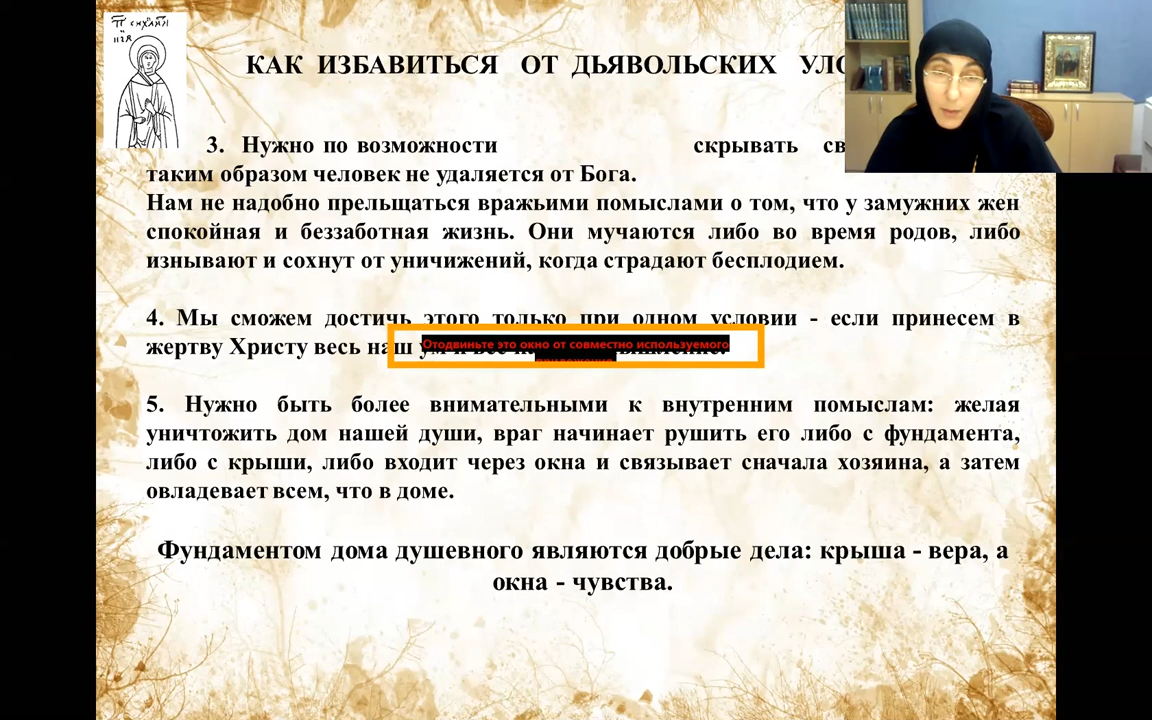 КАК ИЗБАВИТЬСЯ ОТ ДЬЯВОЛЬСКИХ
3. Нужно по возможности скрывать
таким образом человек не удаляется от Бога.
Нам не надобно прельщаться вражьими помыслами о том, что у замужних жен
спокойная и беззаботная жизнь. Они мучаются либо во время родов, либо
изнывают и сохнут от уничижений, когда страдают бесплодием.
4. Мы сможем достичь этого только при одном условии - если принесем в
жертву Христу весь наш
Отодвиньте это окно от совместно используемого
5. Нужно быть более внимательными к внутренним помыслам: желая
уничтожить дом нашей души, враг начинает рушить его либо с фундамента,
либо с крыши, либо входит через окна и связывает сначала хозяина, а затем
овладевает всем, что в доме.
Фундаментом дома душевного являются добрые дела: крыша - вера, а
окна - чувства.